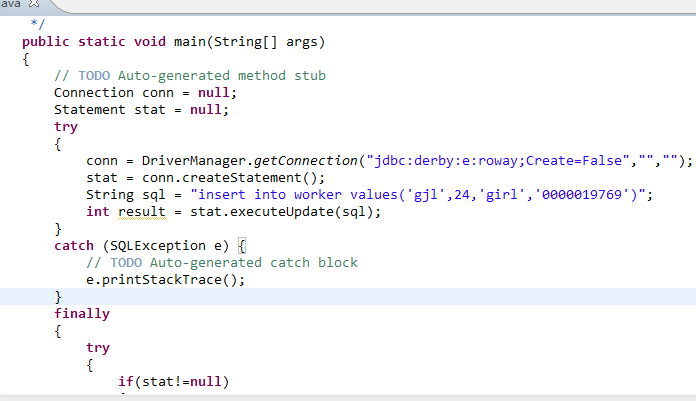 ava
*/
public static void main(String[] args)
{
// TODO Auto-generated method stub
Connection conn = null;
Statement stat = null;
try
{
conn = DriverManager.getConnection("jdbc:derby:e:roway;Create=False","","");
stat = conn.createStatement();
String sql = "insert into worker values('gjl',24,'girl','0000019769')";
int result = stat.executeUpdate(sql);
}
catch (SQLException e) {
// TODO Auto-generated catch block
e.printStackTrace();
}
finally
{
try
{
if(stat!=null)